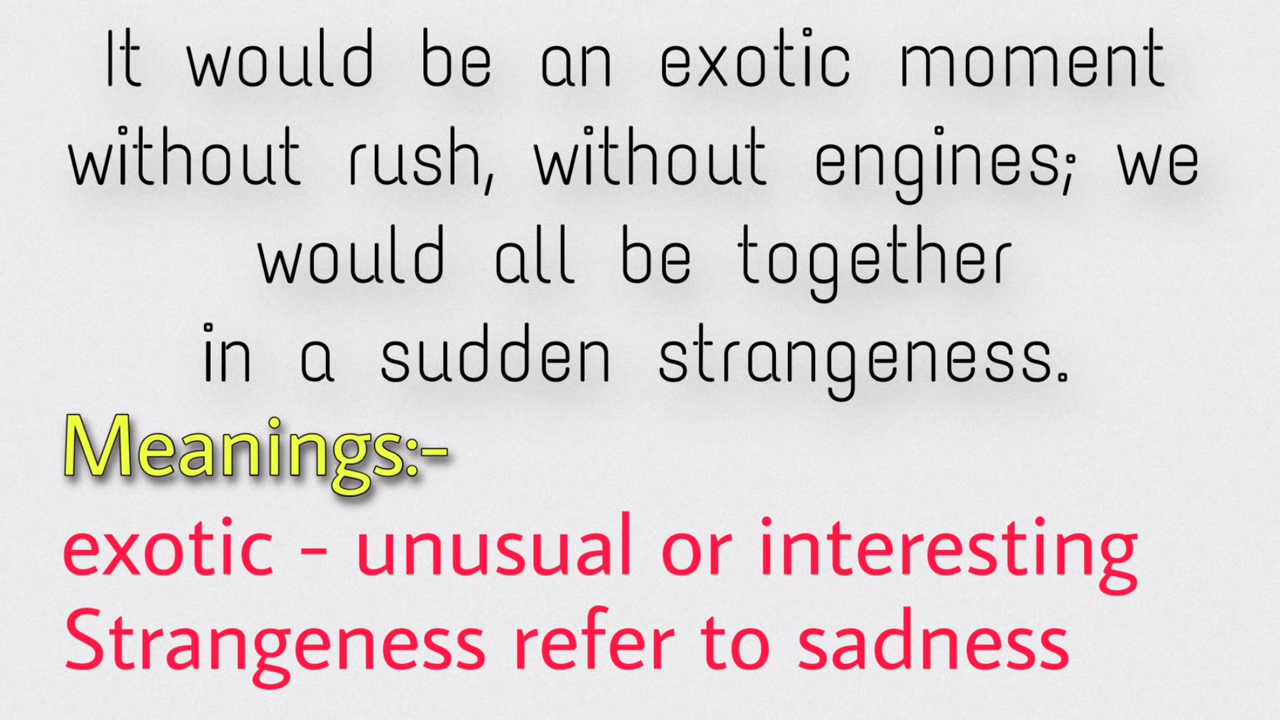 It would be an exotic moment
without rush, without engines; we
would all be together
in a sudden strangeness.
Meanings:-
exotic - unusual or interesting
Strangeness refer to sadness